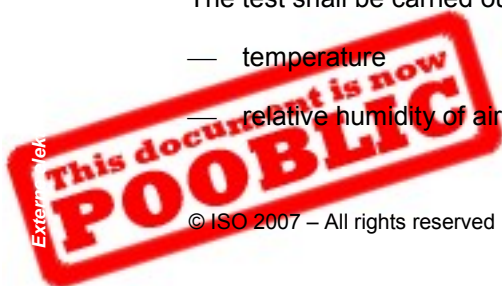 The test shall be carried ou
— temperature
— relative humidity of air
This document is now
POOBLIC
© ISO 2007 – All rights reserved